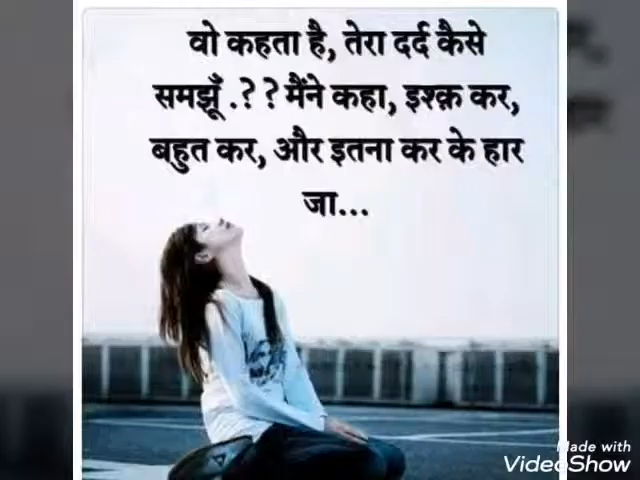 वो कहता है, तेरा दर्द कैसे
समझूँ .? ? मैंने कहा, इश्क़ कर,
बहुत कर, और इतना कर के हार
जा...
Made with
VideoShow